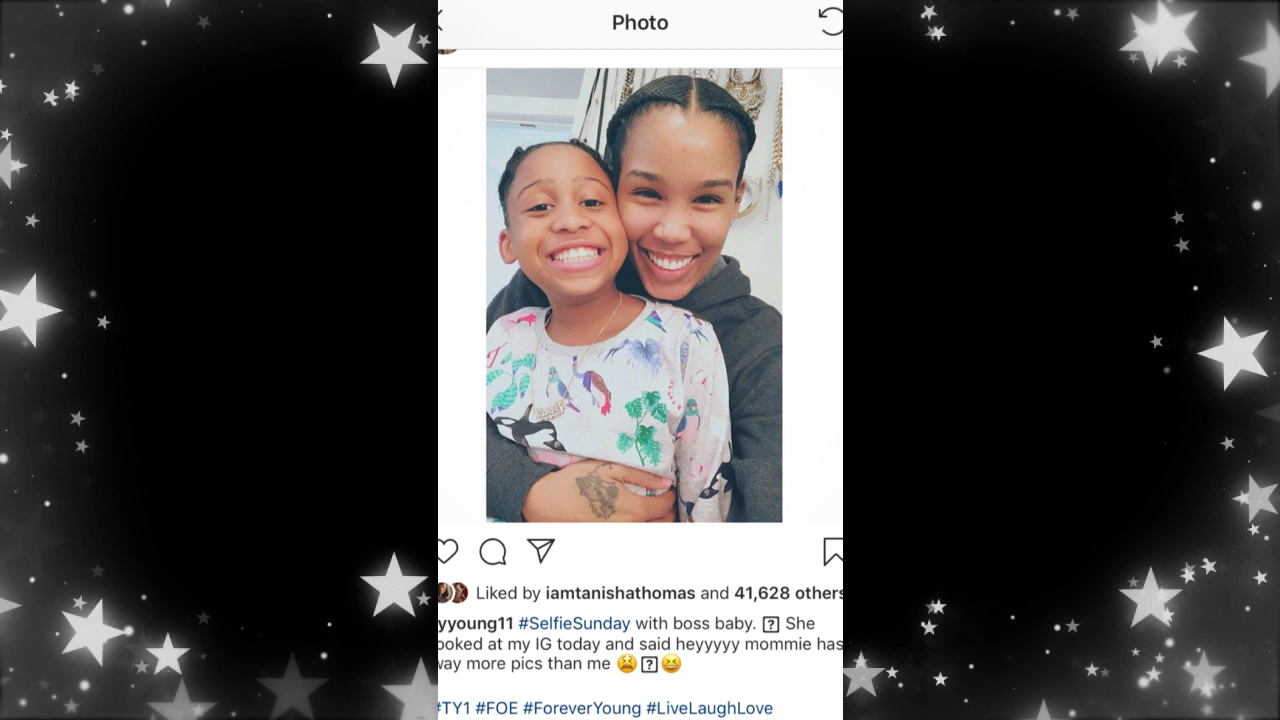 Photo
Liked by iamtanishathomas and 41,628 others
yyoung11 #SelfieSunday with boss baby. She
ooked at my IG today and said heyyyyy mommie has
way more pics than me
#TY1 #FOE #ForeverYoung #LiveLaughLove